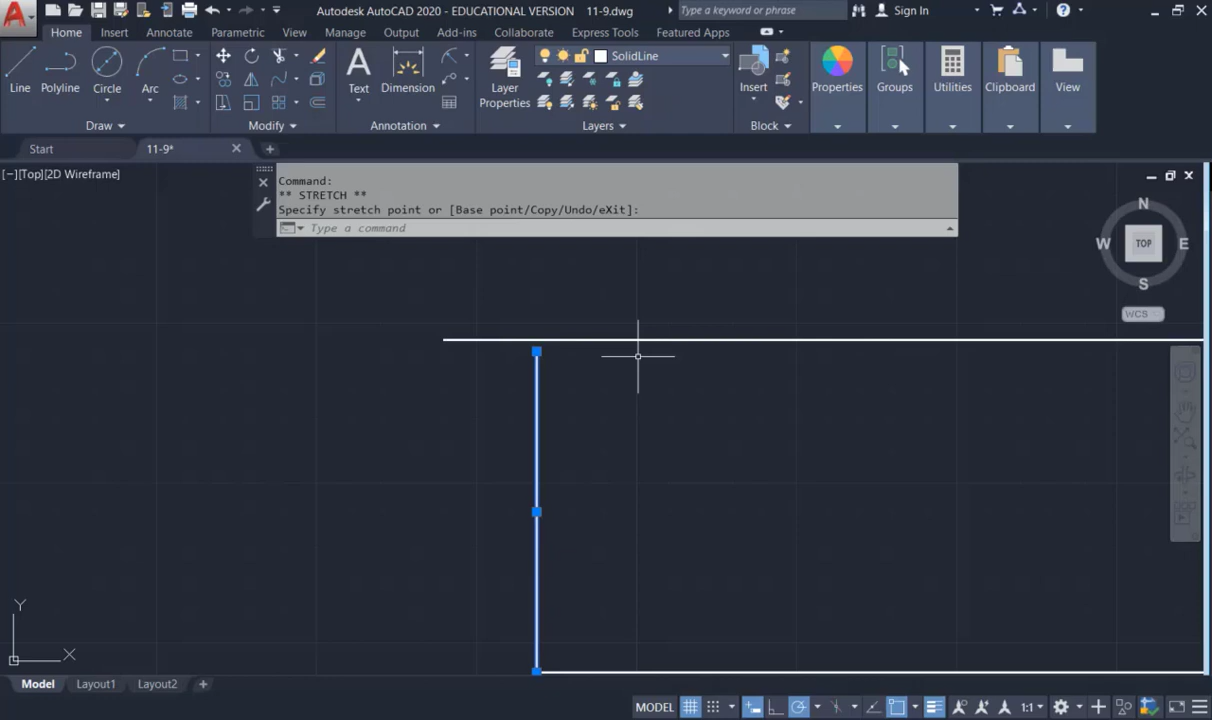 Autodesk AutoCAD 2020 - EDUCATIONAL VERSION 11-9.dwg
Type a keyword or phrase
Sign In
Home Insert Annotate Parametric View Manage Output Add-ins Collaborate Express Tools Featured Apps
SolidLine
Line Polyline Circle Arc
Text Dimension
Layer Properties
Insert
Properties Groups Utilities Clipboard View
Draw Modify Annotation Layers Block
Start 11-9*
[−][Top][2D Wireframe]
Command:
** STRETCH **
Specify stretch point or [Base point/Copy/Undo/eXit]:
Type a command
N
W TOP E
S
WCS
Y
X
Model Layout1 Layout2
MODEL 1:1